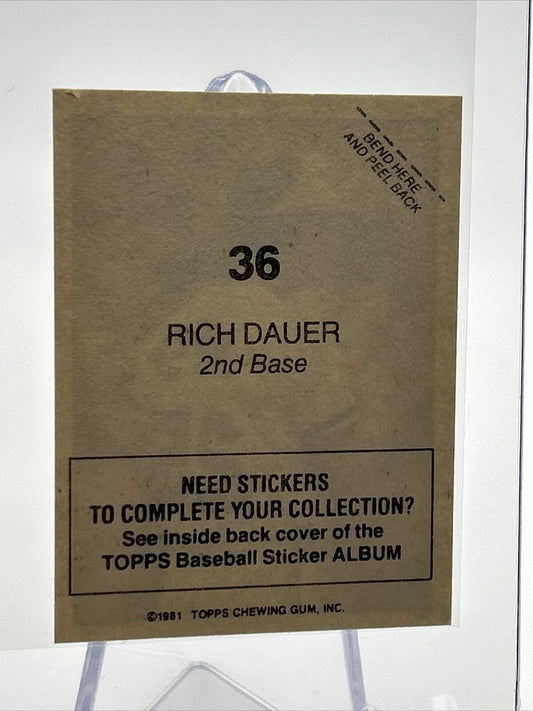 BEND HERE
AND PEEL BACK
36
RICH DAUER
2nd Base
NEED STICKERS
TO COMPLETE YOUR COLLECTION?
See inside back cover of the
TOPPS Baseball Sticker ALBUM
©1981 TOPPS CHEWING GUM, INC.